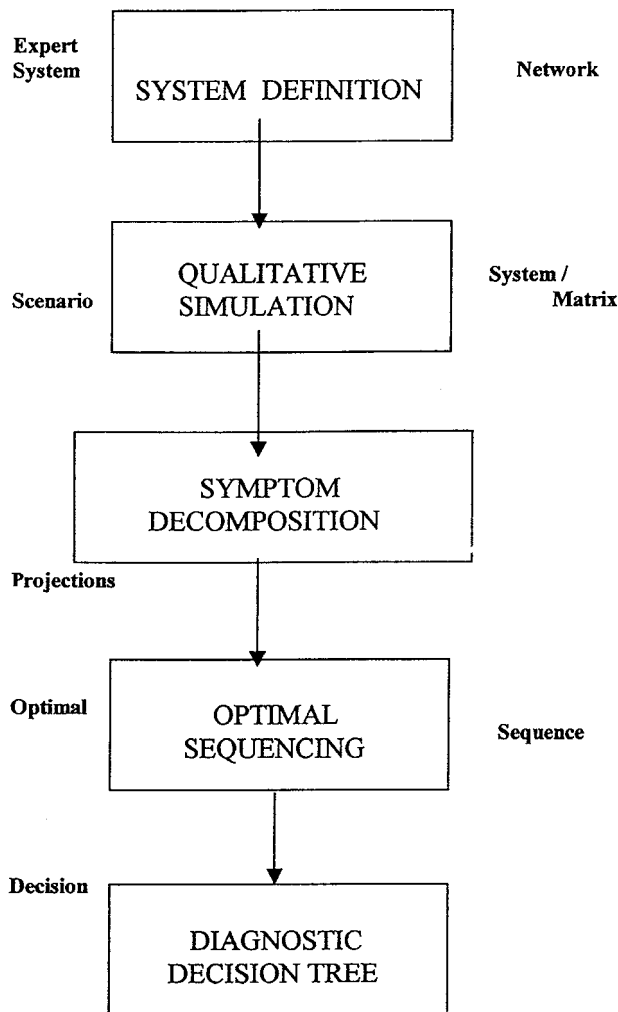 Expert
System
SYSTEM DEFINITION
Network
QUALITATIVE
SIMULATION
Scenario
System /
Matrix
SYMPTOM
DECOMPOSITION
Projections
Optimal
OPTIMAL
SEQUENCING
Sequence
Decision
DIAGNOSTIC
DECISION TREE